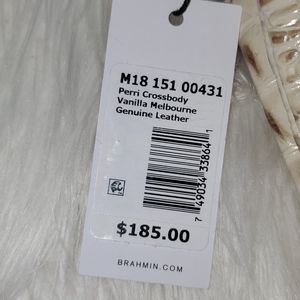 M18 151 00431
Perri Crossbody
Vanilla Melbourne
Genuine Leather
7 49034 33864 1
$185.00
BRAHMIN.COM